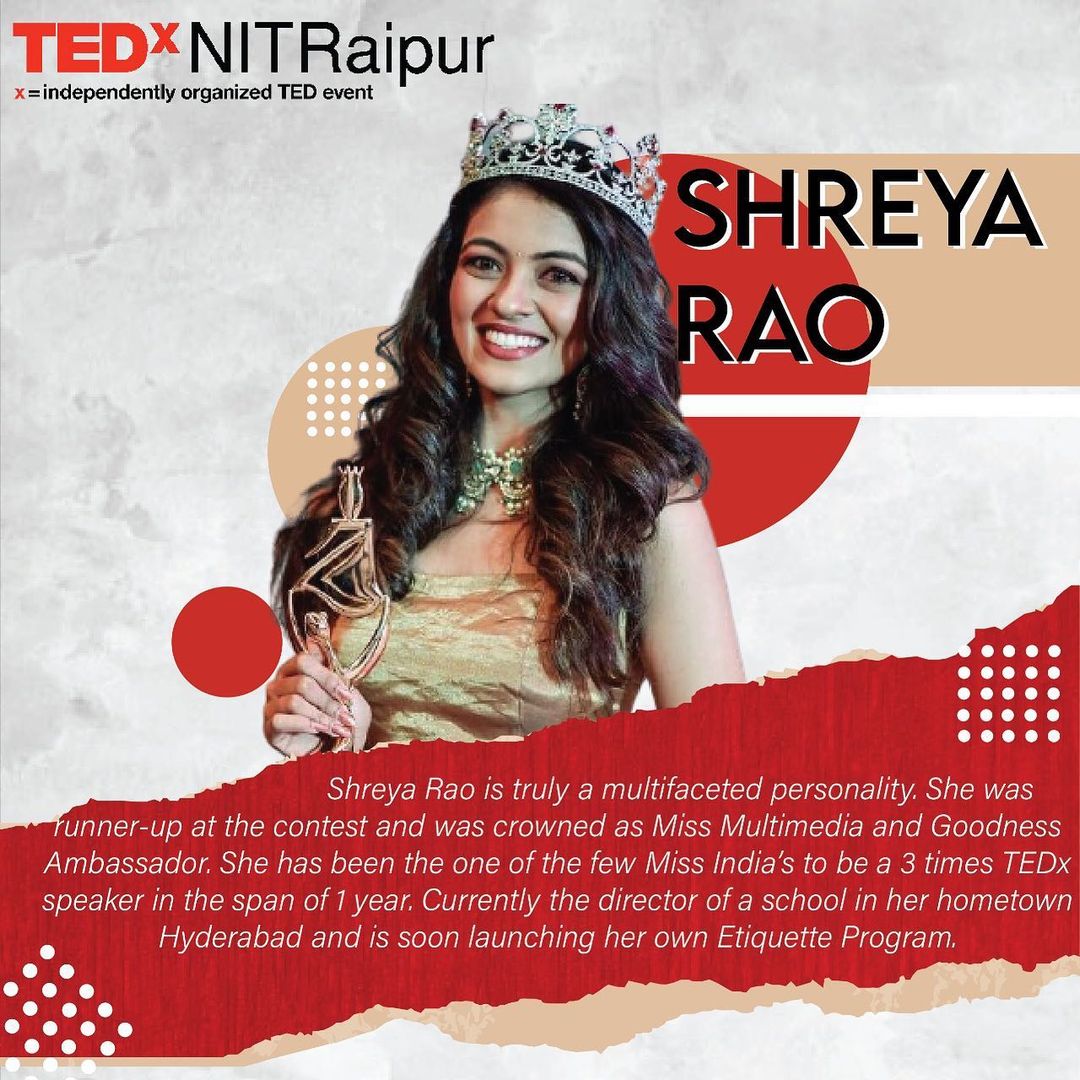 TEDx NITRaipur
x = independently organized TED event
SHREYA
RAO
Shreya Rao is truly a multifaceted personality. She was
runner-up at the contest and was crowned as Miss Multimedia and Goodness
Ambassador. She has been the one of the few Miss India's to be a 3 times TEDx
speaker in the span of 1 year. Currently the director of a school in her hometown
Hyderabad and is soon launching her own Etiquette Program.